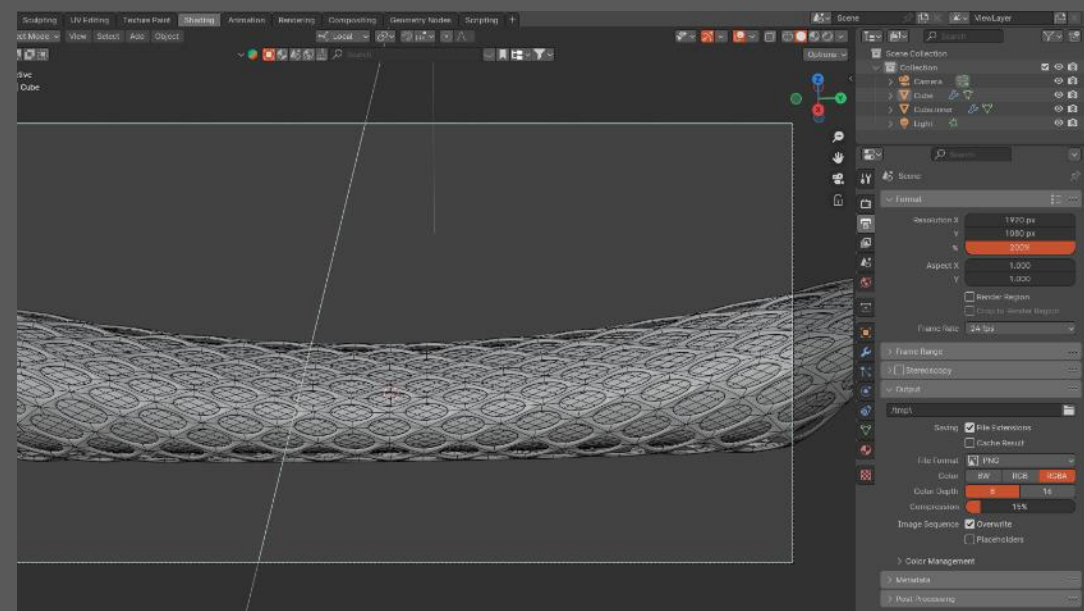 Sculpting UV Editing Texture Paint Shading Animation Rendering Compositing Geometry Nodes Scripting +
Scene
ViewLayer
ct Mode View Select Add Object
Local
Search
Options
Cube
Z
Y
X
Scene Collection
Collection
Camera
Cube
Light
Search
Scene
Format
Resolution X 1920 px
Y 1080 px
% 200%
Aspect X 1.000
Y 1.000
Render Region
Crop to Render Region
Frame Rate 24 fps
Frame Range
Stereoscopy
Output
/tmp\
Saving File Extensions
Cache Result
File Format PNG
Color BW RGB RGBA
Color Depth 8 16
Compression 15%
Image Sequence Overwrite
Placeholders
Color Management
Metadata
Post Processing